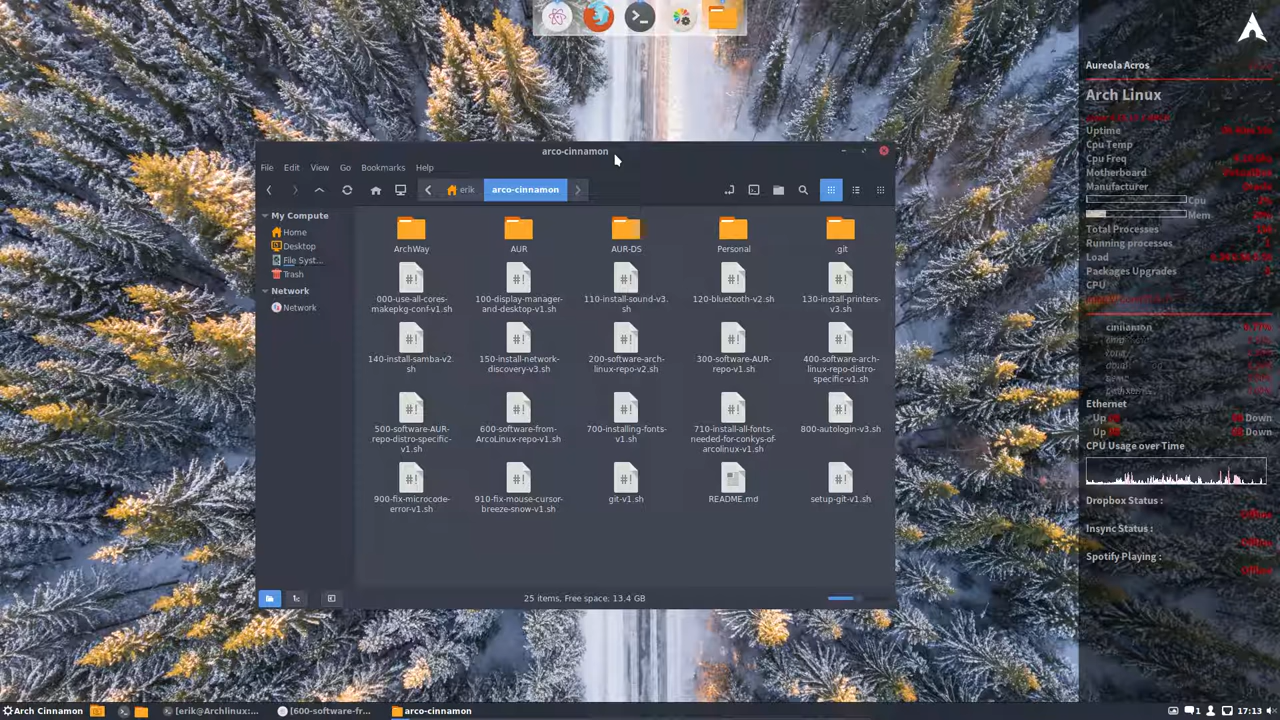 Aureola Acros
Arch Linux
Uptime
Cpu Temp
Cpu Freq
Motherboard
Manufacturer
Cpu
Mem
Total Processes
Running processes
Load
Packages Upgrades
CPU
cinnamon
Ethernet
Up
Down
Up
Down
CPU Usage over Time
Dropbox Status :
Insync Status :
Spotify Playing :
arco-cinnamon
File Edit View Go Bookmarks Help
erik arco-cinnamon
My Compute
Home
Desktop
File Syst...
Trash
Network
Network
ArchWay
AUR
AUR-DS
Personal
.git
000-use-all-cores-
makepkg-conf-v1.sh
100-display-manager-
and-desktop-v1.sh
110-install-sound-v3.
sh
120-bluetooth-v2.sh
130-install-printers-
v3.sh
140-install-samba-v2.
sh
150-install-network-
discovery-v3.sh
200-software-arch-
linux-repo-v2.sh
300-software-AUR-
repo-v1.sh
400-software-arch-
linux-repo-distro-
specific-v1.sh
500-software-AUR-
repo-distro-specific-
v1.sh
600-software-from-
ArcoLinux-repo-v1.sh
700-installing-fonts-
v1.sh
710-install-all-fonts-
needed-for-conkys-of-
arcolinux-v1.sh
800-autologin-v3.sh
900-fix-microcode-
error-v1.sh
910-fix-mouse-cursor-
breeze-snow-v1.sh
git-v1.sh
README.md
setup-git-v1.sh
25 items, Free space: 13.4 GB
Arch Cinnamon
[erik@Archlinux:...
[600-software-fr...
arco-cinnamon
1
17:13